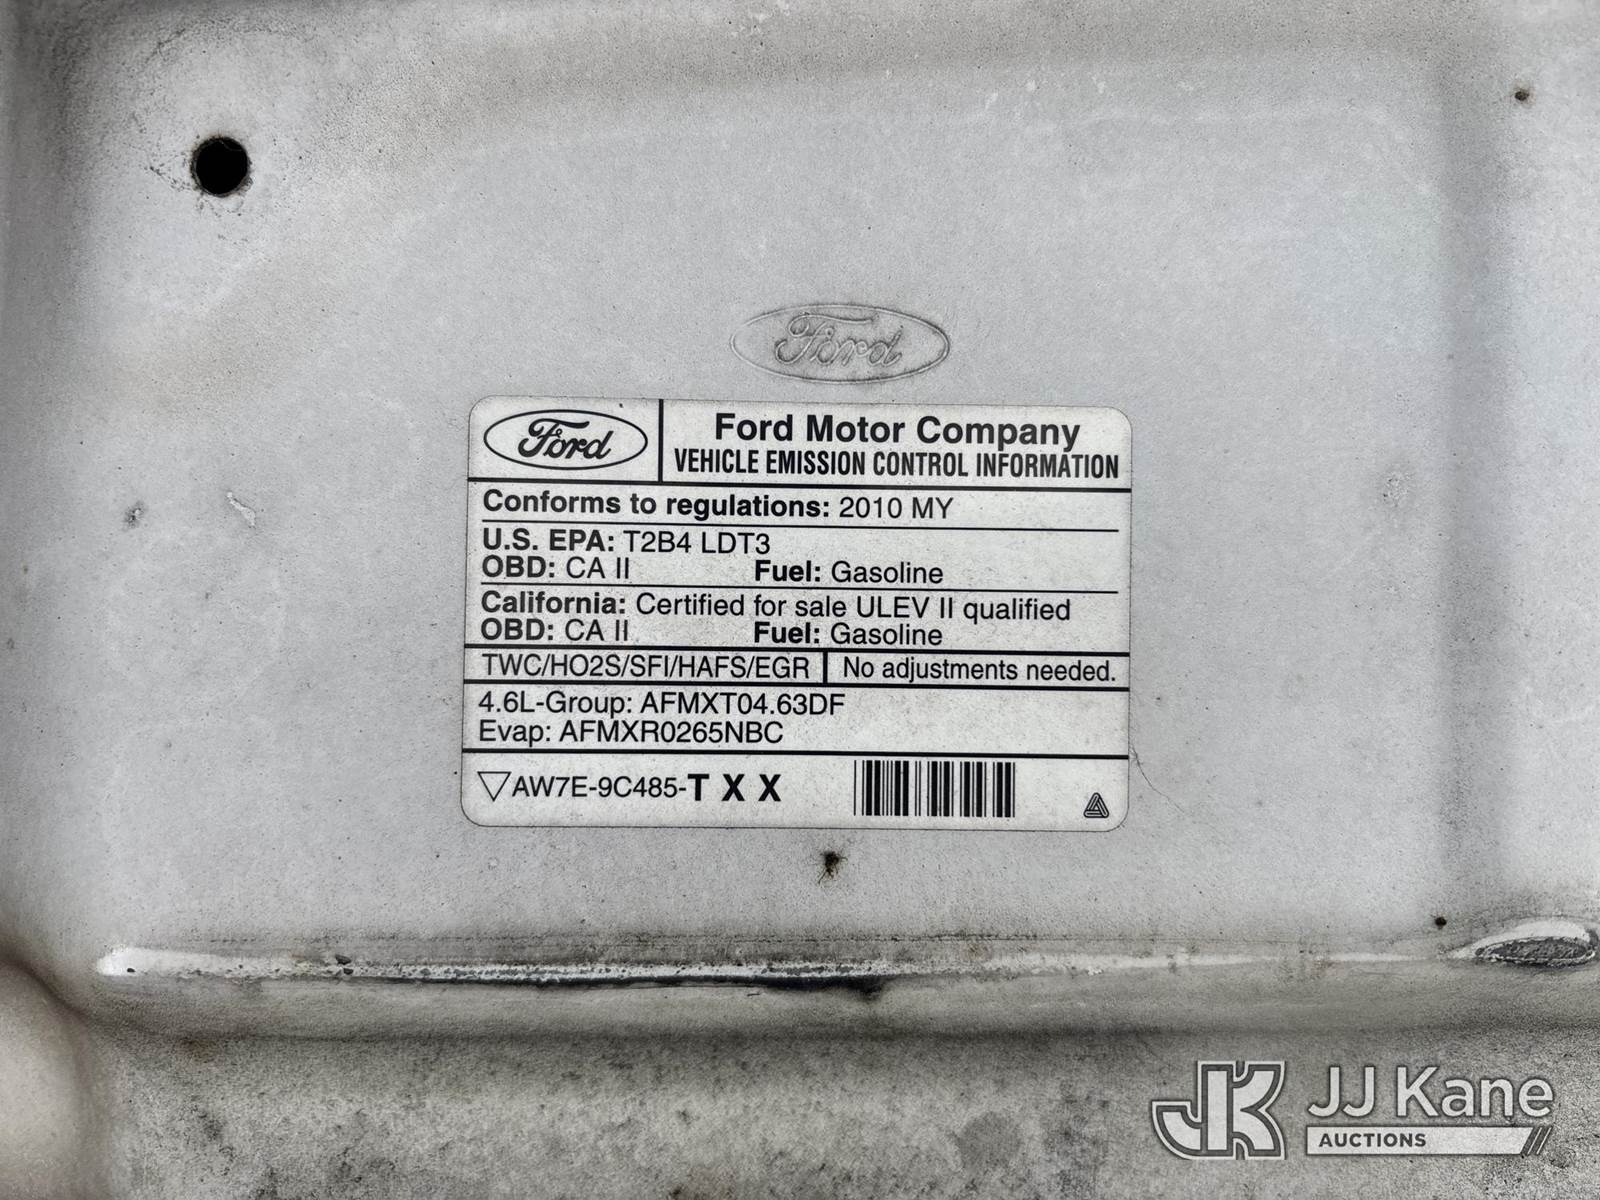 Ford
Ford
Ford Motor Company
VEHICLE EMISSION CONTROL INFORMATION
Conforms to regulations: 2010 MY
U.S. EPA: T2B4 LDT3
OBD: CA II Fuel: Gasoline
California: Certified for sale ULEV II qualified
OBD: CA II Fuel: Gasoline
TWC/HO2S/SFI/HAFS/EGR No adjustments needed.
4.6L-Group: AFMXT04.63DF
Evap: AFMXR0265NBC
AW7E-9C485-T X X
JK JJ Kane
AUCTIONS